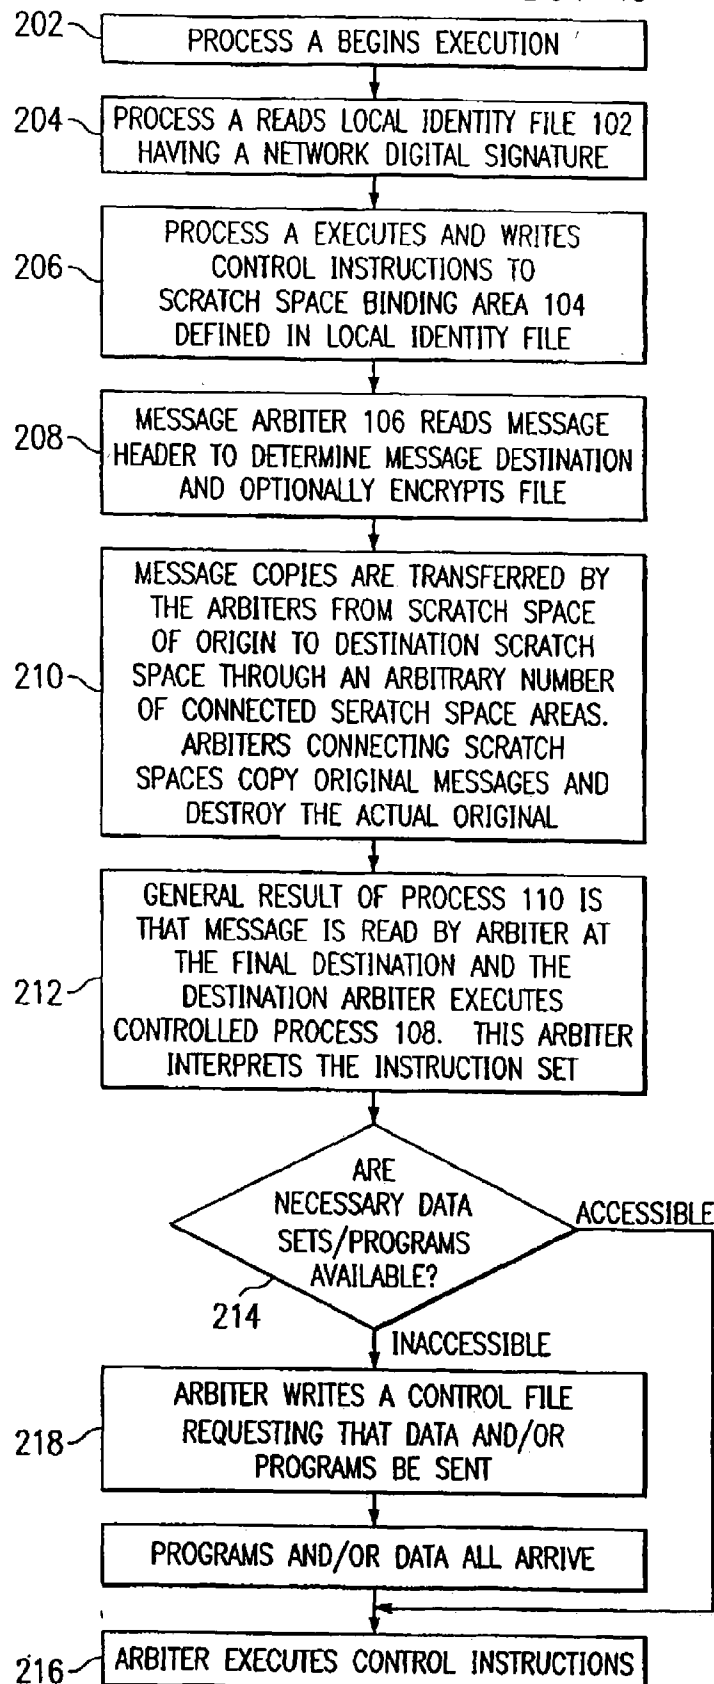 202
PROCESS A BEGINS EXECUTION
204
PROCESS A READS LOCAL IDENTITY FILE 102
HAVING A NETWORK DIGITAL SIGNATURE
206
PROCESS A EXECUTES AND WRITES
CONTROL INSTRUCTIONS TO
SCRATCH SPACE BINDING AREA 104
DEFINED IN LOCAL IDENTITY FILE
208
MESSAGE ARBITER 106 READS MESSAGE
HEADER TO DETERMINE MESSAGE DESTINATION
AND OPTIONALLY ENCRYPTS FILE
210
MESSAGE COPIES ARE TRANSFERRED BY
THE ARBITERS FROM SCRATCH SPACE
OF ORIGIN TO DESTINATION SCRATCH
SPACE THROUGH AN ARBITRARY NUMBER
OF CONNECTED SERATCH SPACE AREAS.
ARBITERS CONNECTING SCRATCH
SPACES COPY ORIGINAL MESSAGES AND
DESTROY THE ACTUAL ORIGINAL
212
GENERAL RESULT OF PROCESS 110 IS
THAT MESSAGE IS READ BY ARBITER AT
THE FINAL DESTINATION AND THE
DESTINATION ARBITER EXECUTES
CONTROLLED PROCESS 108. THIS ARBITER
INTERPRETS THE INSTRUCTION SET
ARE
NECESSARY DATA
SETS/PROGRAMS
AVAILABLE?
214
ACCESSIBLE
INACCESSIBLE
218
ARBITER WRITES A CONTROL FILE
REQUESTING THAT DATA AND/OR
PROGRAMS BE SENT
PROGRAMS AND/OR DATA ALL ARRIVE
216
ARBITER EXECUTES CONTROL INSTRUCTIONS